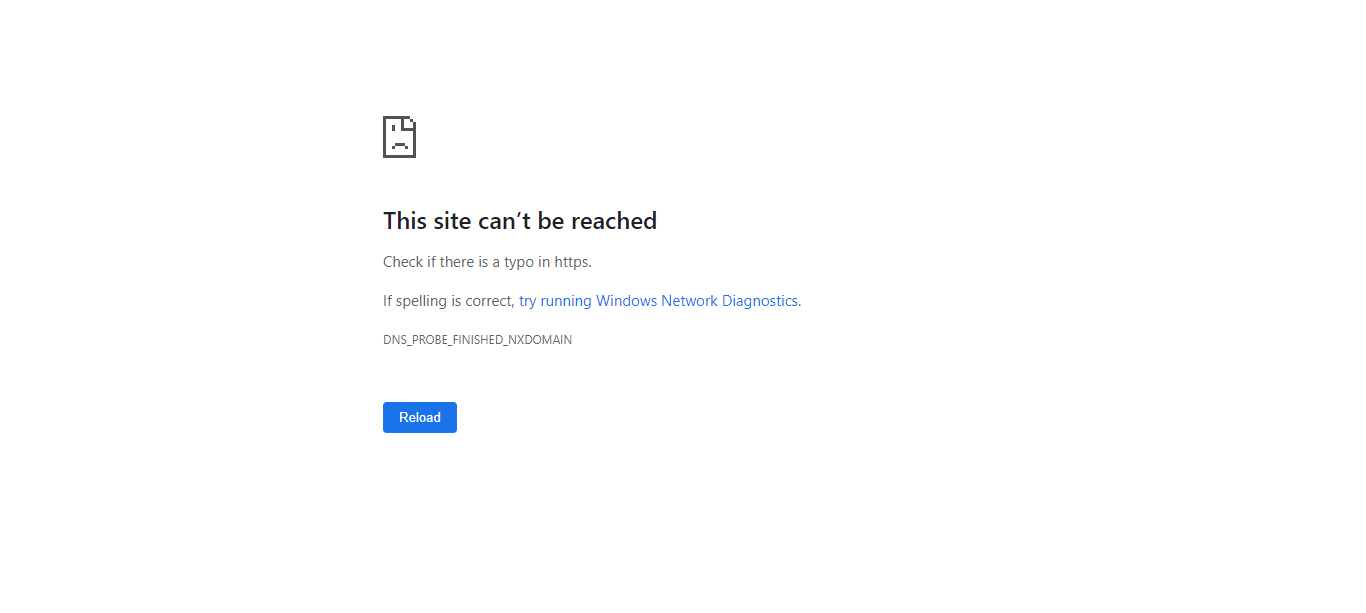 This site can’t be reached
Check if there is a typo in https.
If spelling is correct, try running Windows Network Diagnostics.
DNS_PROBE_FINISHED_NXDOMAIN
Reload